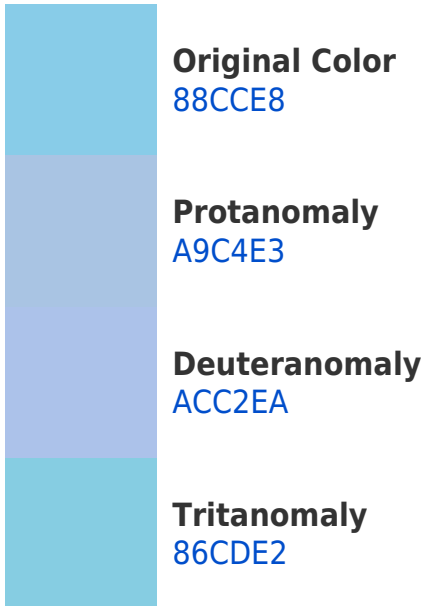 Original Color
88CCE8
Protanomaly
A9C4E3
Deuteranomaly
ACC2EA
Tritanomaly
86CDE2